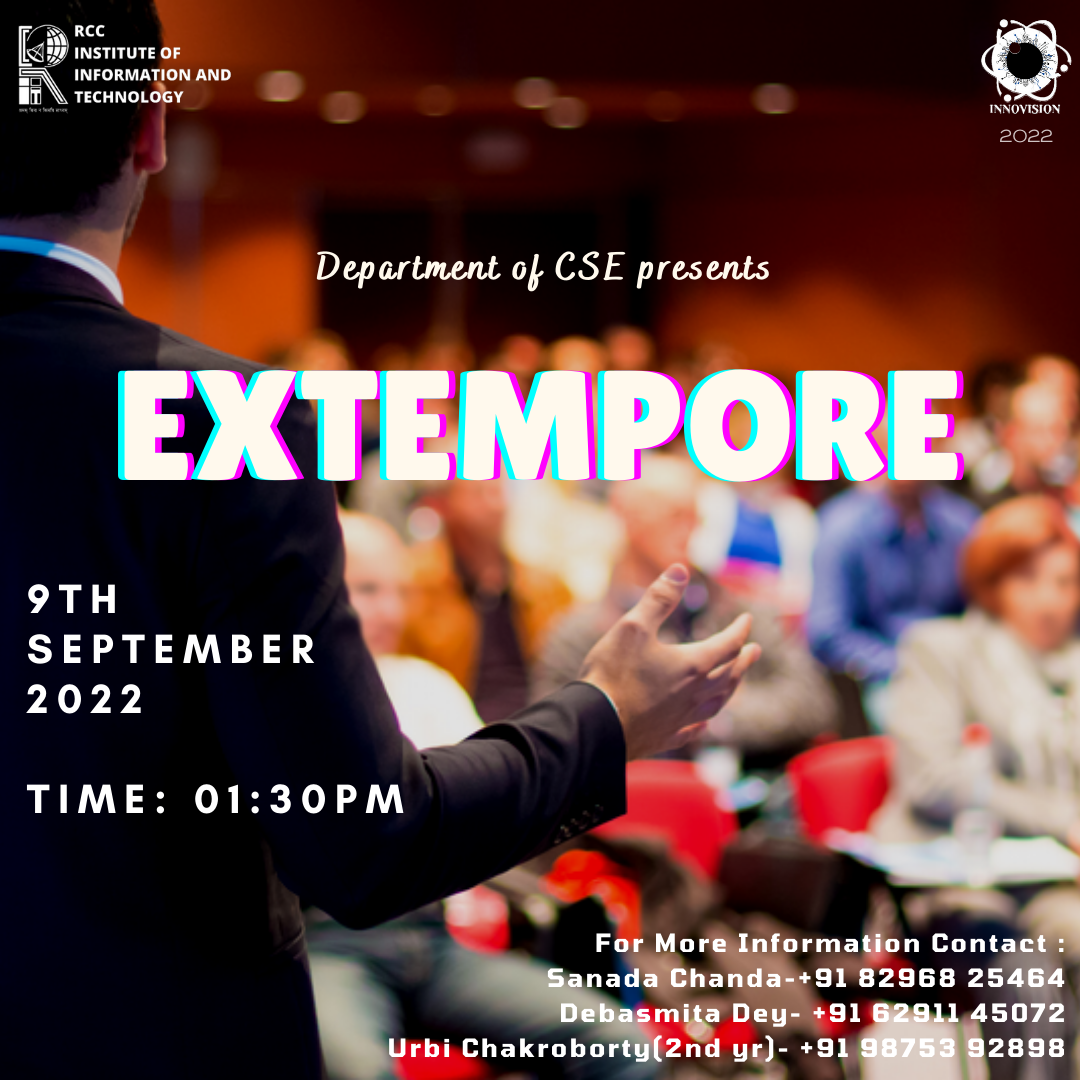 RCC
INSTITUTE OF
INFORMATION AND
TECHNOLOGY
INNOVISION
2022
Department of CSE presents
EXTEMPORE
9TH
SEPTEMBER
2022
TIME: 01:30PM
For More Information Contact :
Sanada Chanda-+91 82968 25464
Debasmita Dey- +91 62911 45072
Urbi Chakroborty(2nd yr)- +91 98753 92898